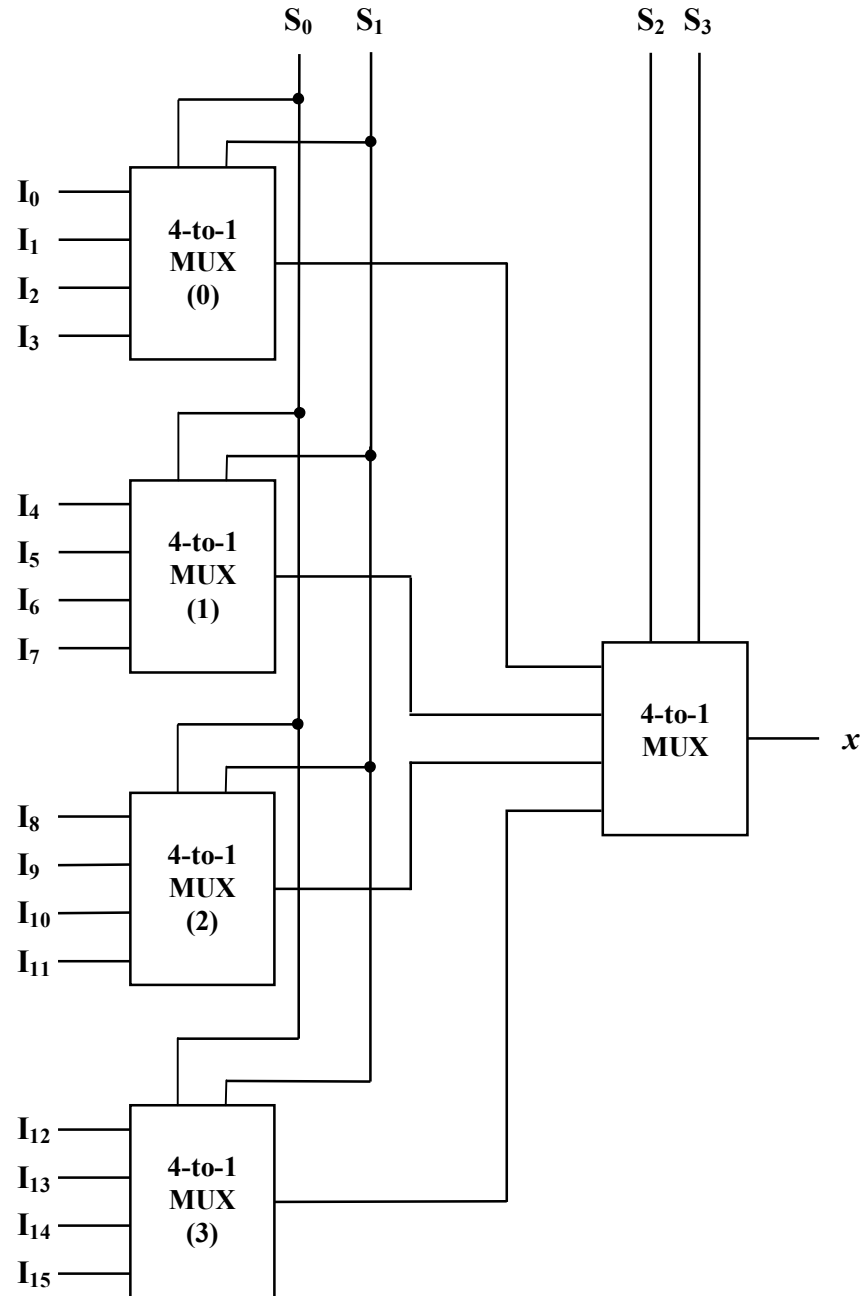 S₀ S₁ S₂ S₃
I₀
I₁
I₂
I₃
4-to-1
MUX
(0)
I₄
I₅
I₆
I₇
4-to-1
MUX
(1)
4-to-1
MUX
x
I₈
I₉
I₁₀
I₁₁
4-to-1
MUX
(2)
I₁₂
I₁₃
I₁₄
I₁₅
4-to-1
MUX
(3)